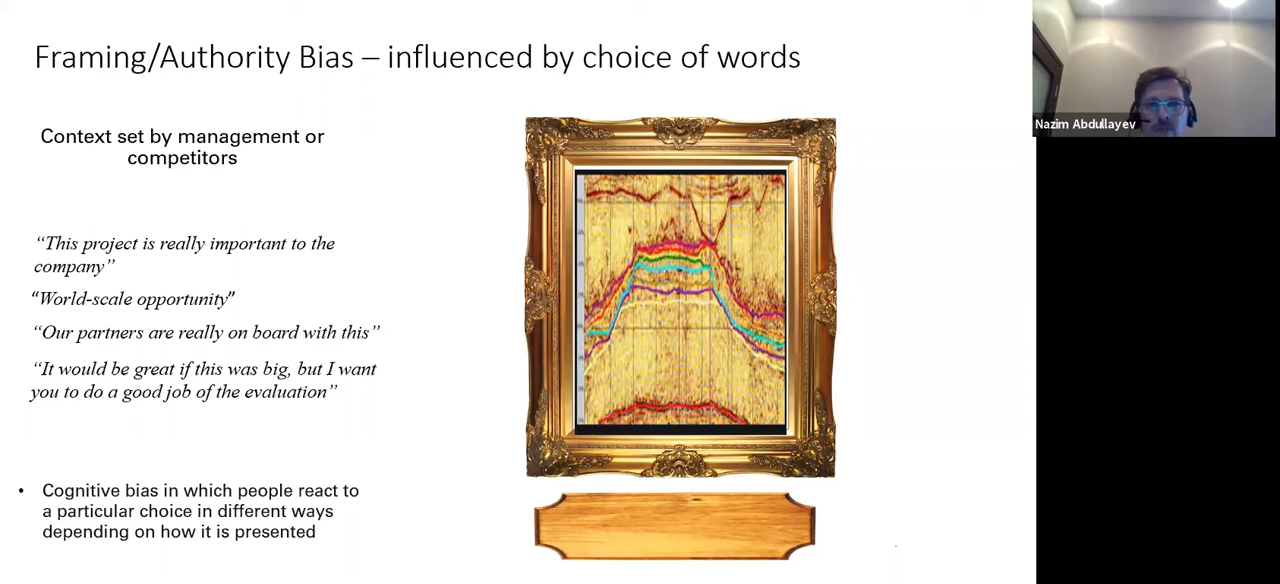 Framing/Authority Bias – influenced by choice of words
Context set by management or
competitors
“This project is really important to the
company”
“World-scale opportunity”
“Our partners are really on board with this”
“It would be great if this was big, but I want
you to do a good job of the evaluation”
• Cognitive bias in which people react to
a particular choice in different ways
depending on how it is presented
Nazim Abdullayev